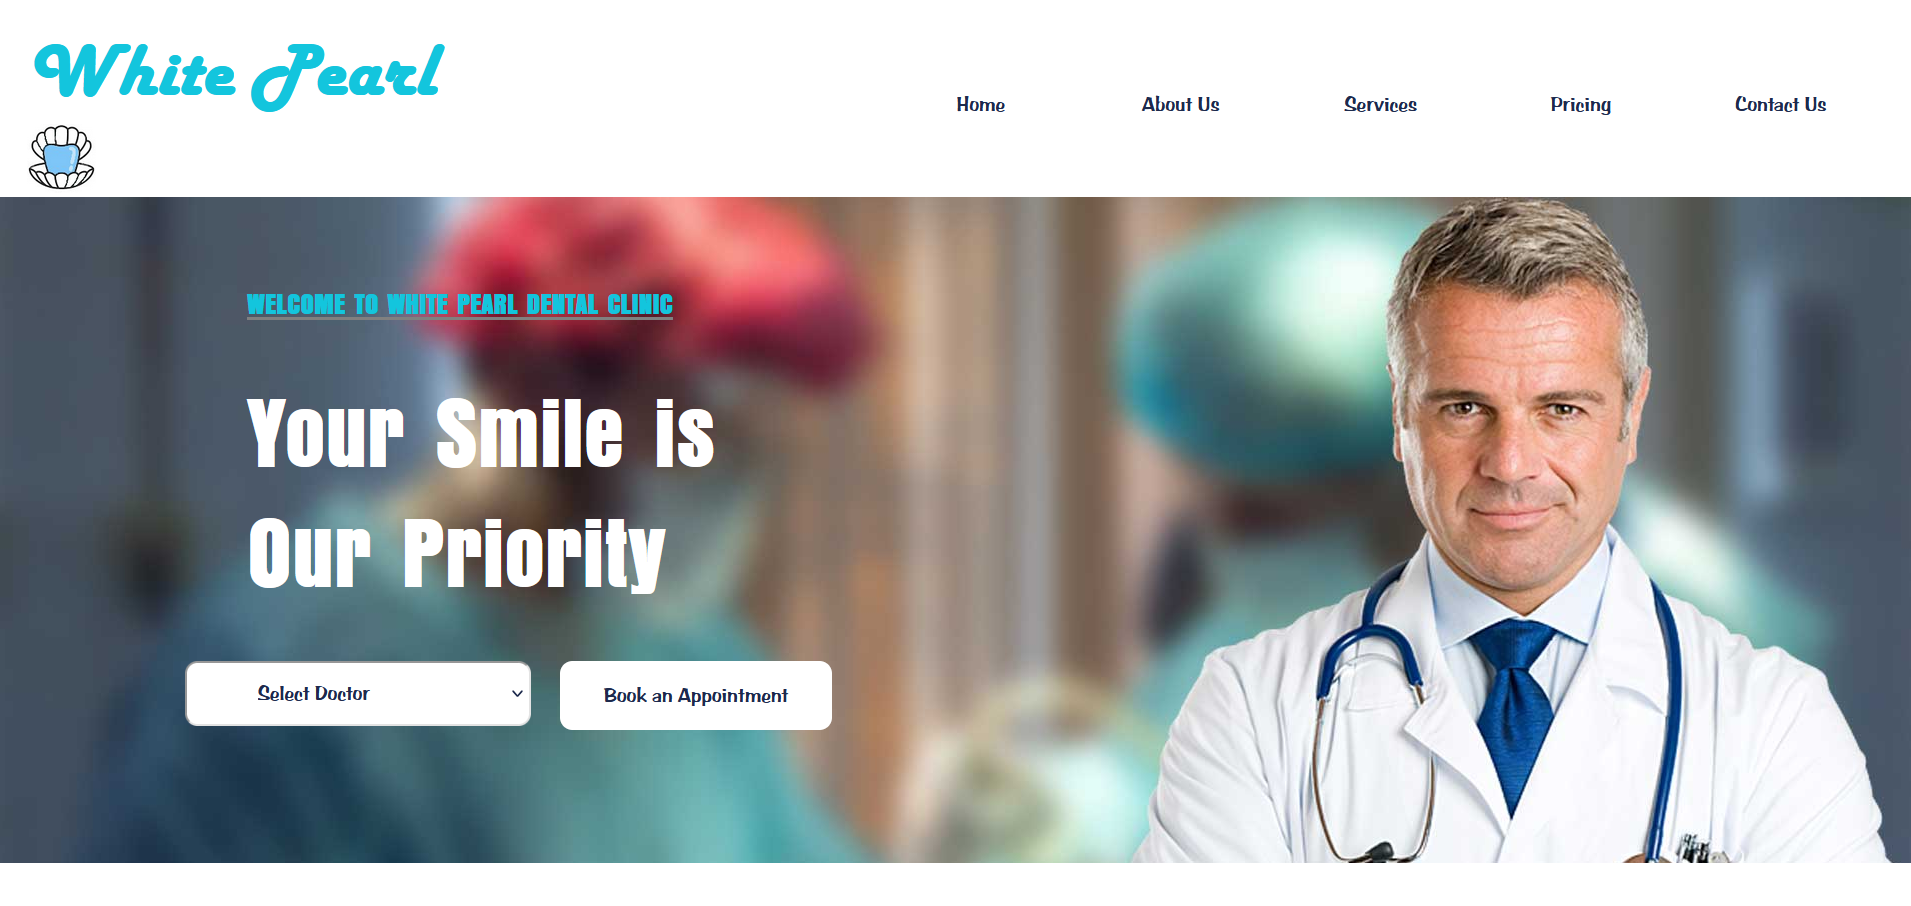 White Pearl
Home
About Us
Services
Pricing
Contact Us
WELCOME TO WHITE PEARL DENTAL CLINIC
Your Smile is
Our Priority
Select Doctor
Book an Appointment